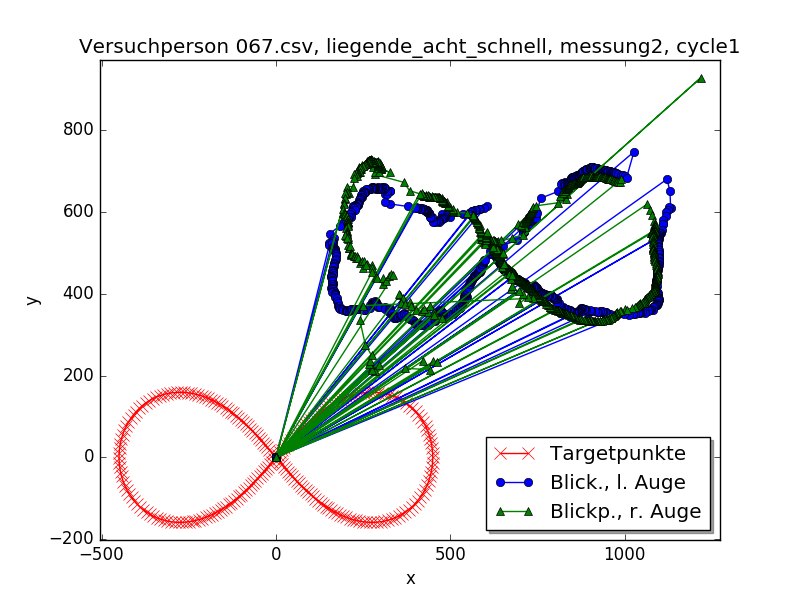 Versuchperson 067.csv, liegende_acht_schnell, messung2, cycle1
800
600
400
200
0
−200
y
−500 0 500 1000
x
Targetpunkte
Blick., l. Auge
Blickp., r. Auge